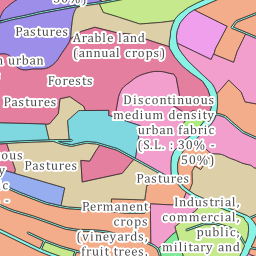 50%)
Pastures
Arable land
(annual crops)
n urban
Forests
Pastures
Discontinuous
medium density
urban fabric
(S.L. : 30% -
50%)
ous
Pastures
Pastures
y
ic
-
Permanent
crops
(vineyards,
fruit trees,
Industrial,
commercial,
public,
military and